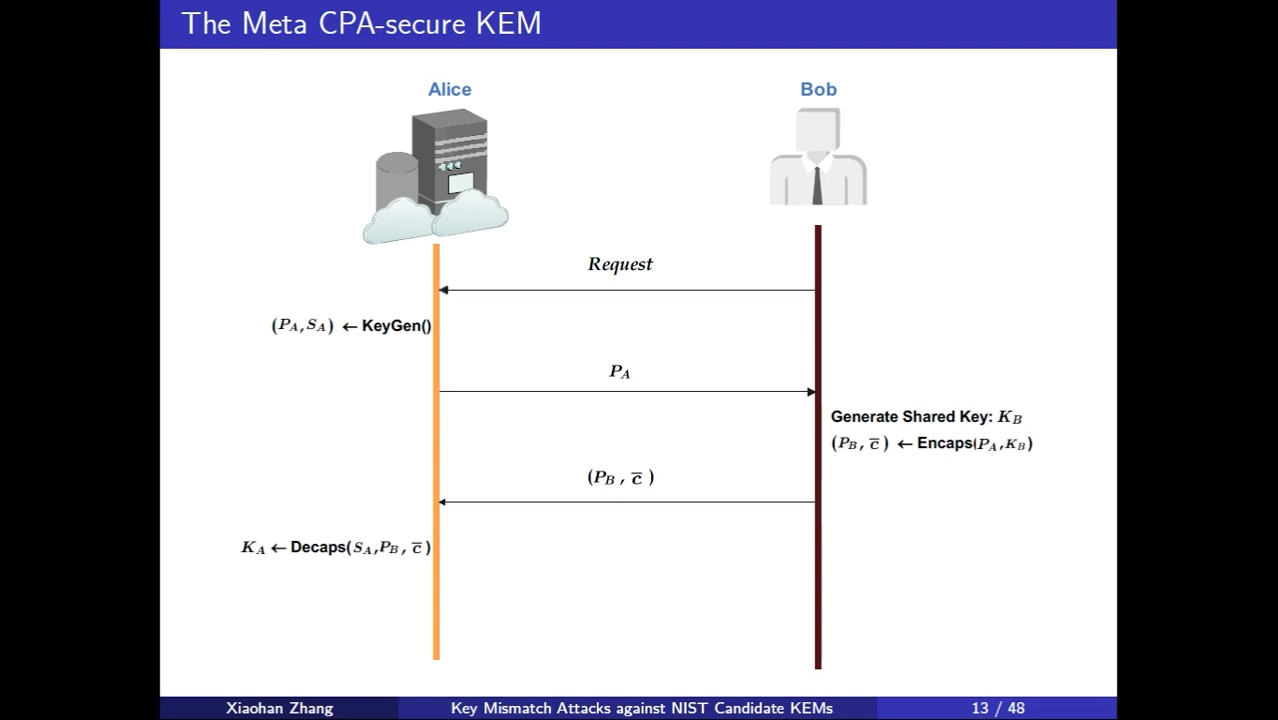 The Meta CPA-secure KEM
Alice
Bob
Request
(P_A, S_A) ← KeyGen()
P_A
Generate Shared Key: K_B
(P_B, c̅) ← Encaps(P_A, K_B)
(P_B, c̅)
K_A ← Decaps(S_A, P_B, c̅)
Xiaohan Zhang
Key Mismatch Attacks against NIST Candidate KEMs
13 / 48